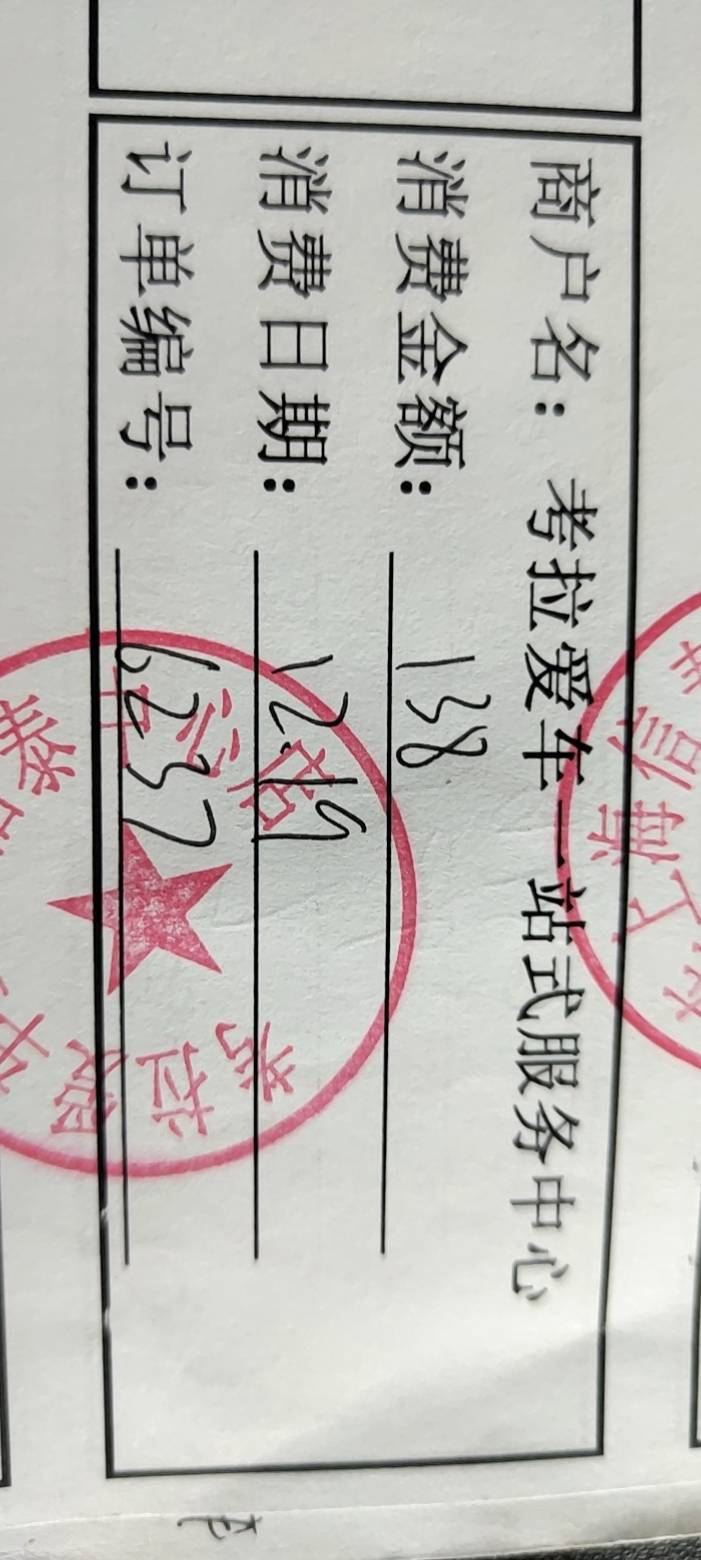 商户名：考拉爱车一站式服务中心
消费金额：138
消费日期：12.19
订单编号：6237